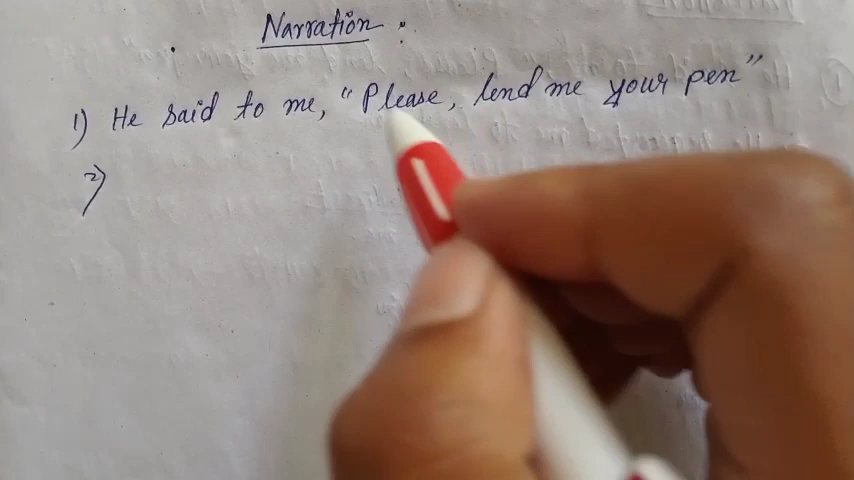 Narration :
1) He said to me, "Please, lend me your pen"
2)